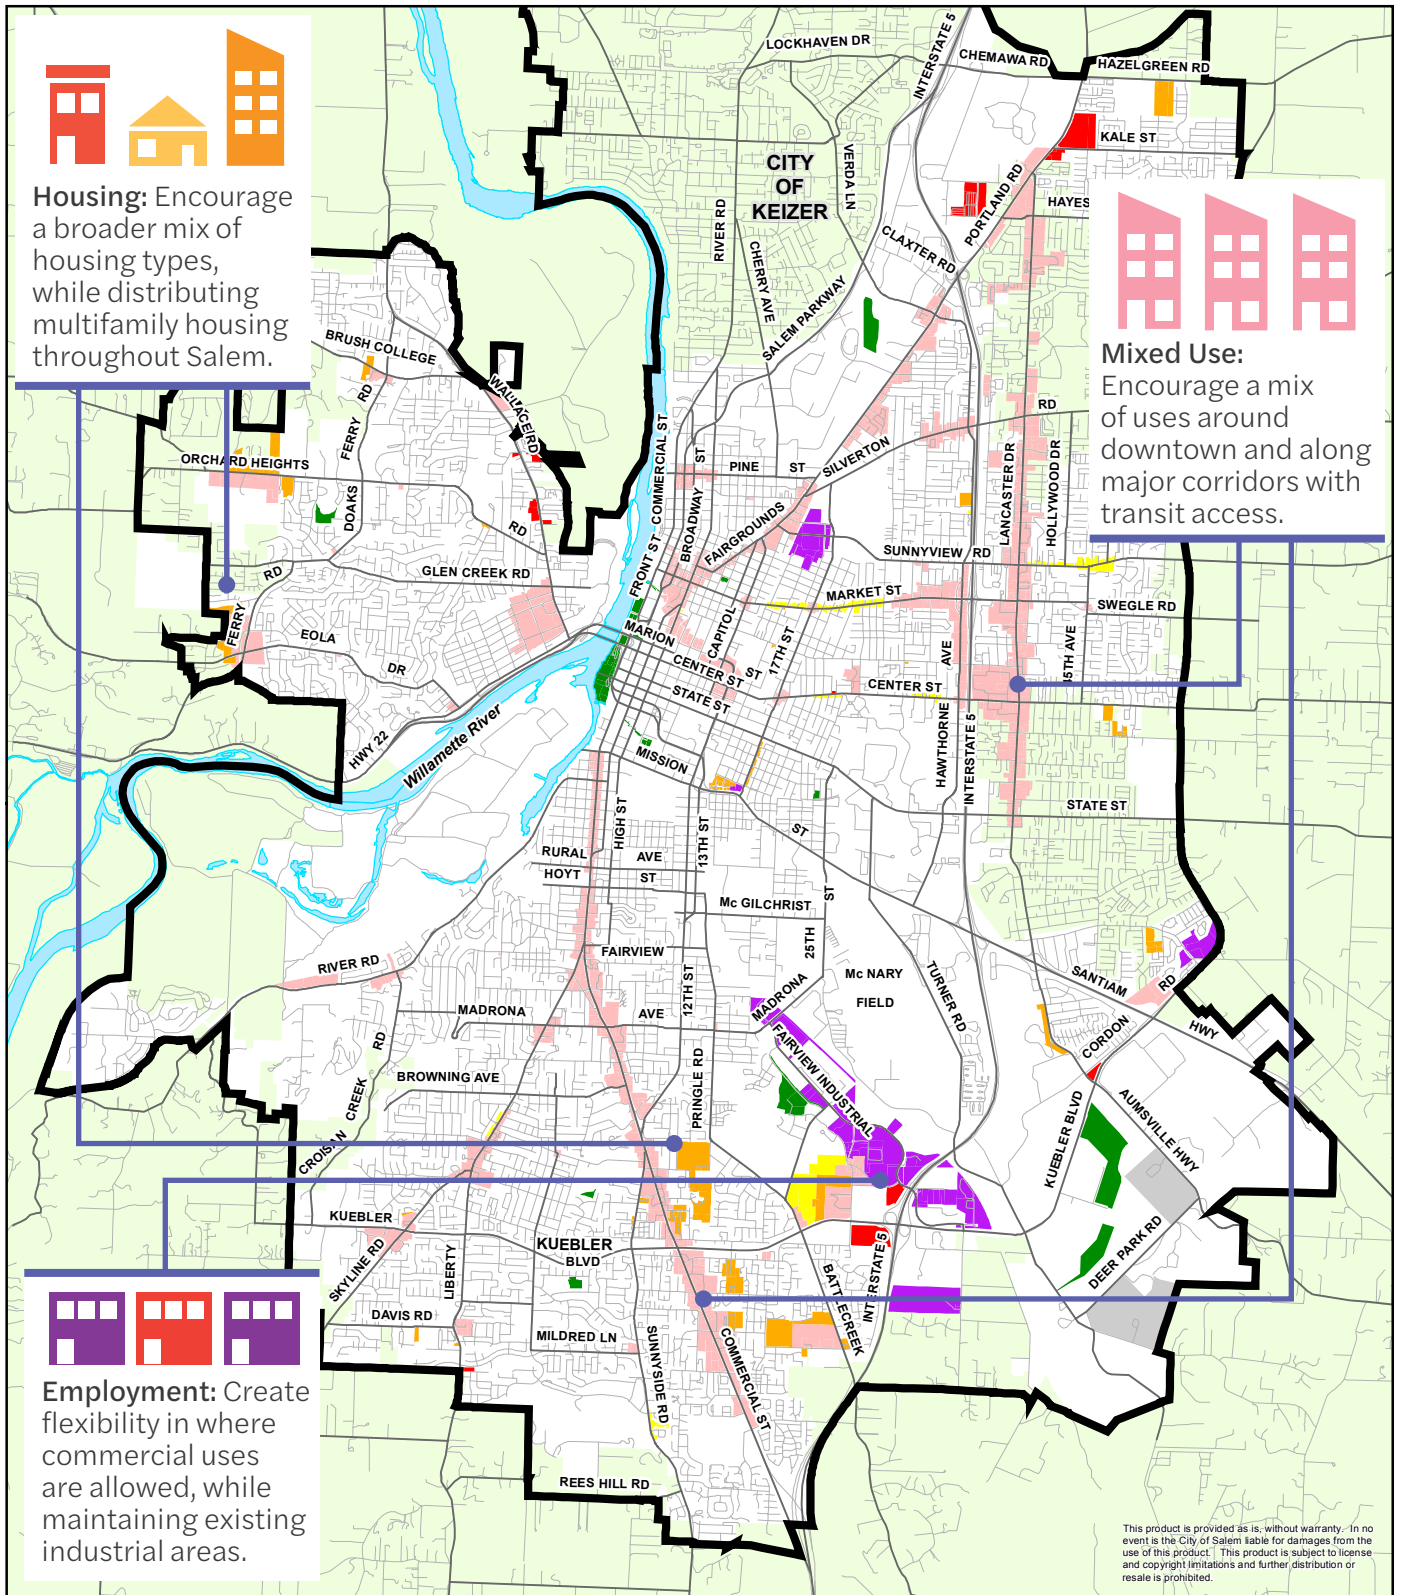 Housing: Encourage
a broader mix of
housing types,
while distributing
multifamily housing
throughout Salem.
Mixed Use:
Encourage a mix
of uses around
downtown and along
major corridors with
transit access.
Employment: Create
flexibility in where
commercial uses
are allowed, while
maintaining existing
industrial areas.
LOCKHAVEN DR
INTERSTATE 5
CHEMAWA RD
HAZELGREEN RD
KALE ST
VERDA LN
CITY
OF
KEIZER
PORTLAND RD
HAYES
RIVER RD
CHERRY AVE
CLAXTER RD
SALEM PARKWAY
BRUSH COLLEGE
RD
WALLACE RD
RD
ORCHARD HEIGHTS
FERRY
DOAKS
RD
COMMERCIAL ST
ST
PINE
ST
SILVERTON
RD
LANCASTER DR
HOLLYWOOD DR
BROADWAY
FAIRGROUNDS
FRONT ST
SUNNYVIEW RD
GLEN CREEK RD
RD
FERRY
EOLA
DR
MARKET ST
SWEGLE RD
MARION
CAPITOL
ST
17TH ST
CENTER ST
STATE ST
CENTER ST
AVE
HAWTHORNE
45TH AVE
INTERSTATE 5
HWY 22
Willamette River
MISSION
ST
STATE ST
HIGH ST
13TH ST
RURAL
AVE
HOYT
ST
Mc GILCHRIST
ST
25TH
FAIRVIEW
RIVER RD
12TH ST
Mc NARY
FIELD
TURNER RD
SANTIAM
HWY
RD
CORDON
MADRONA
AVE
MADRONA
FAIRVIEW INDUSTRIAL
RD
CREEK
CROISAN
BROWNING AVE
PRINGLE RD
KUEBLER BLVD
AUMSVILLE HWY
DEER PARK RD
KUEBLER
KUEBLER
BLVD
SKYLINE RD
LIBERTY
BATTLECREEK
INTERSTATE 5
DAVIS RD
MILDRED LN
SUNNYSIDE RD
COMMERCIAL ST
REES HILL RD
This product is provided as is, without warranty. In no
event is the City of Salem liable for damages from the
use of this product. This product is subject to license
and copyright limitations and further distribution or
resale is prohibited.